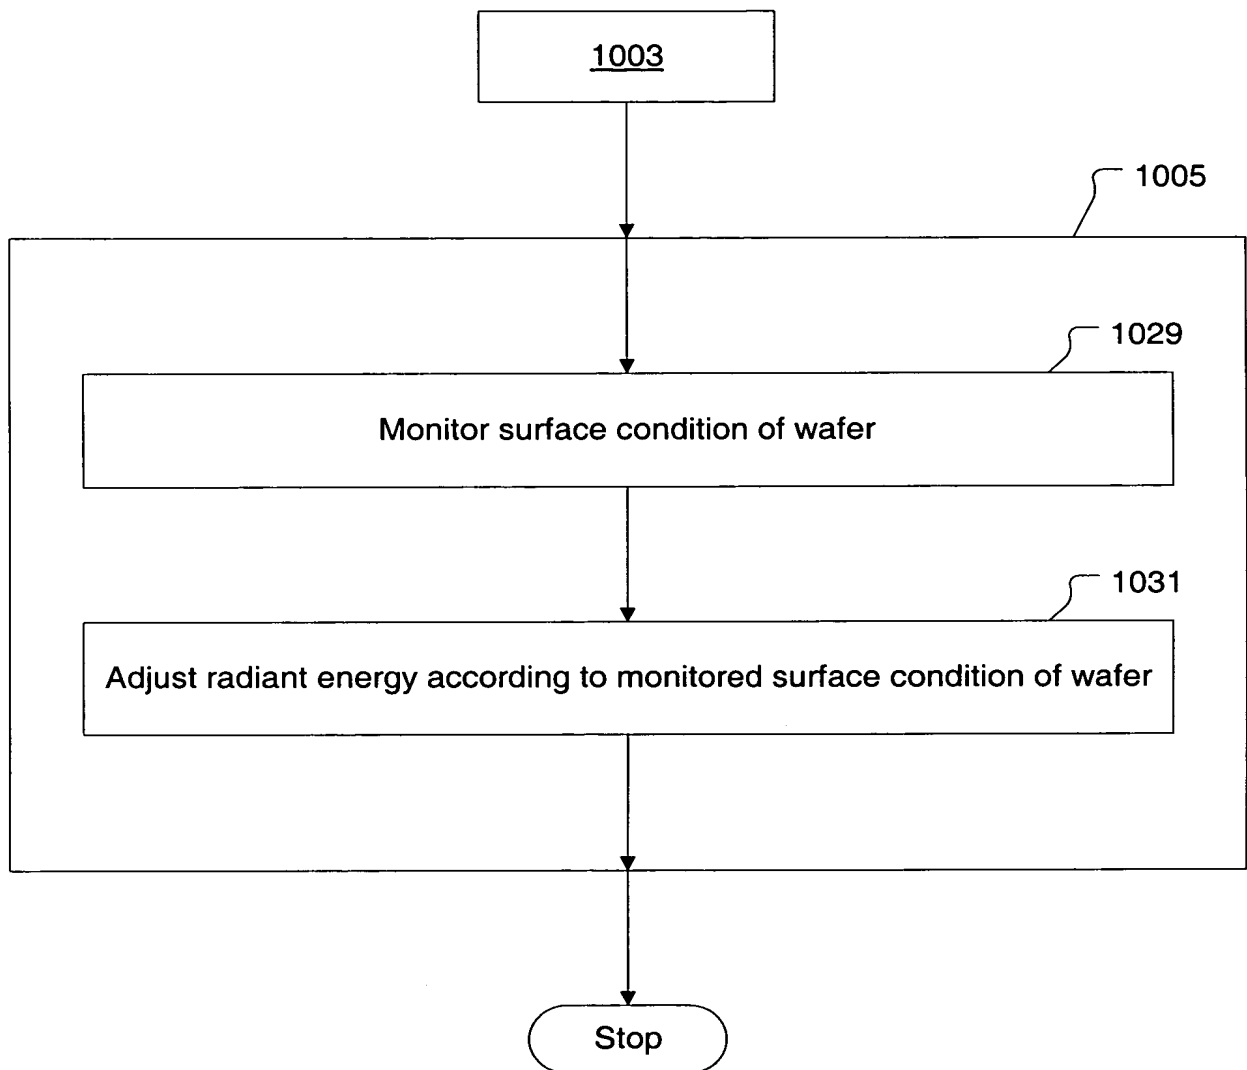 1003
1005
1029
Monitor surface condition of wafer
1031
Adjust radiant energy according to monitored surface condition of wafer
Stop